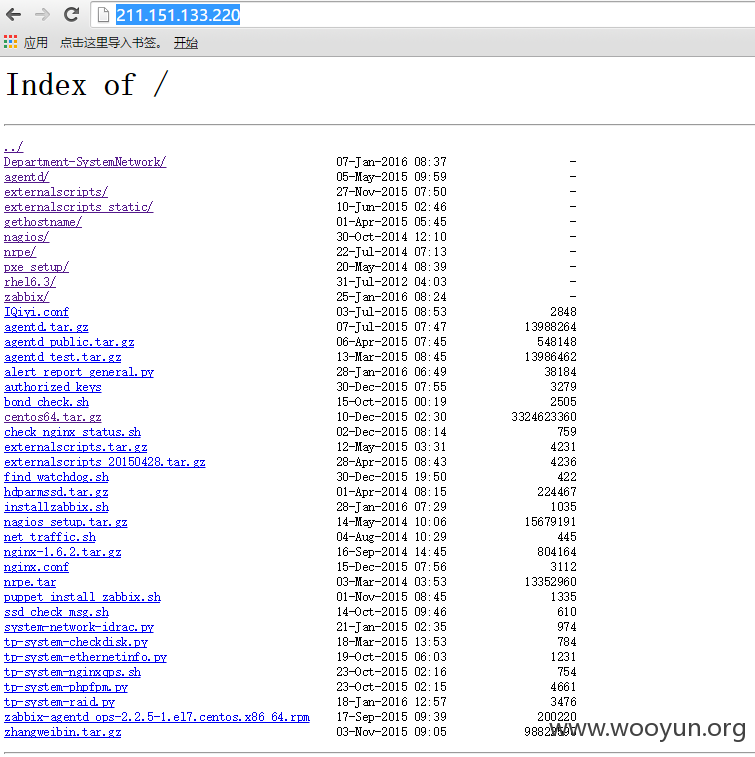 211.151.133.220
应用 点击这里导入书签。 开始
Index of /
../
Department-SystemNetwork/ 07-Jan-2016 08:37 -
agentd/ 05-May-2015 09:59 -
externalscripts/ 27-Nov-2015 07:50 -
externalscripts_static/ 10-Jun-2015 02:46 -
gethostname/ 01-Apr-2015 05:45 -
nagios/ 30-Oct-2014 12:10 -
nrpe/ 22-Jul-2014 07:13 -
pxe_setup/ 20-May-2014 08:39 -
rhel6.3/ 31-Jul-2012 04:03 -
zabbix/ 25-Jan-2016 08:24 -
IQiyi.conf 03-Jul-2015 08:53 2848
agentd.tar.gz 07-Jul-2015 07:47 13988264
agentd_public.tar.gz 06-Apr-2015 07:45 548148
agentd_test.tar.gz 13-Mar-2015 08:45 13986462
alert_report_general.py 28-Jan-2016 06:49 38184
authorized_keys 30-Dec-2015 07:55 3279
bond_check.sh 15-Oct-2015 00:19 2505
centos64.tar.gz 10-Dec-2015 02:30 3324623360
check_nginx_status.sh 02-Dec-2015 08:14 759
externalscripts.tar.gz 12-May-2015 03:31 4231
externalscripts_20150428.tar.gz 28-Apr-2015 08:43 4236
find_watchdog.sh 30-Dec-2015 19:50 422
hdparmssd.tar.gz 01-Apr-2014 08:15 224467
installzabbix.sh 28-Jan-2016 07:29 1035
nagios_setup.tar.gz 14-May-2014 10:06 15679191
net_traffic.sh 04-Aug-2014 10:29 445
nginx-1.6.2.tar.gz 16-Sep-2014 14:45 804164
nginx.conf 15-Dec-2015 07:56 3112
nrpe.tar 03-Mar-2014 03:53 13352960
puppet_install_zabbix.sh 01-Nov-2015 08:45 1335
ssd_check_msg.sh 14-Oct-2015 09:46 610
system-network-idrac.py 21-Jan-2015 02:35 974
tp-system-checkdisk.py 18-Mar-2015 13:53 784
tp-system-ethernetinfo.py 19-Oct-2015 06:03 1231
tp-system-nginxqps.sh 23-Oct-2015 02:16 754
tp-system-phpfpm.py 23-Oct-2015 02:15 4661
tp-system-raid.py 18-Jan-2016 12:57 3476
zabbix-agentd_ops-2.2.5-1.el7.centos.x86_64.rpm 17-Sep-2015 09:39 200220
zhangweibin.tar.gz 03-Nov-2015 09:05
www.wooyun.org